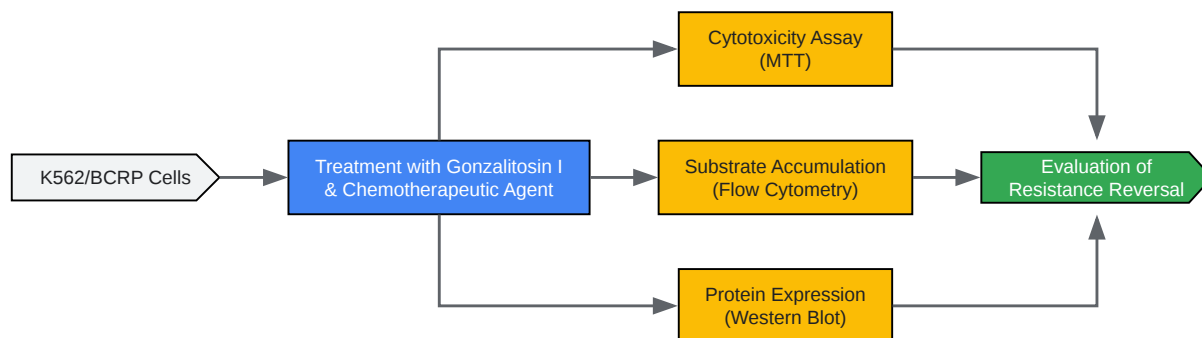 K562/BCRP Cells
Treatment with Gonzalitosin I
& Chemotherapeutic Agent
Cytotoxicity Assay
(MTT)
Substrate Accumulation
(Flow Cytometry)
Protein Expression
(Western Blot)
Evaluation of
Resistance Reversal